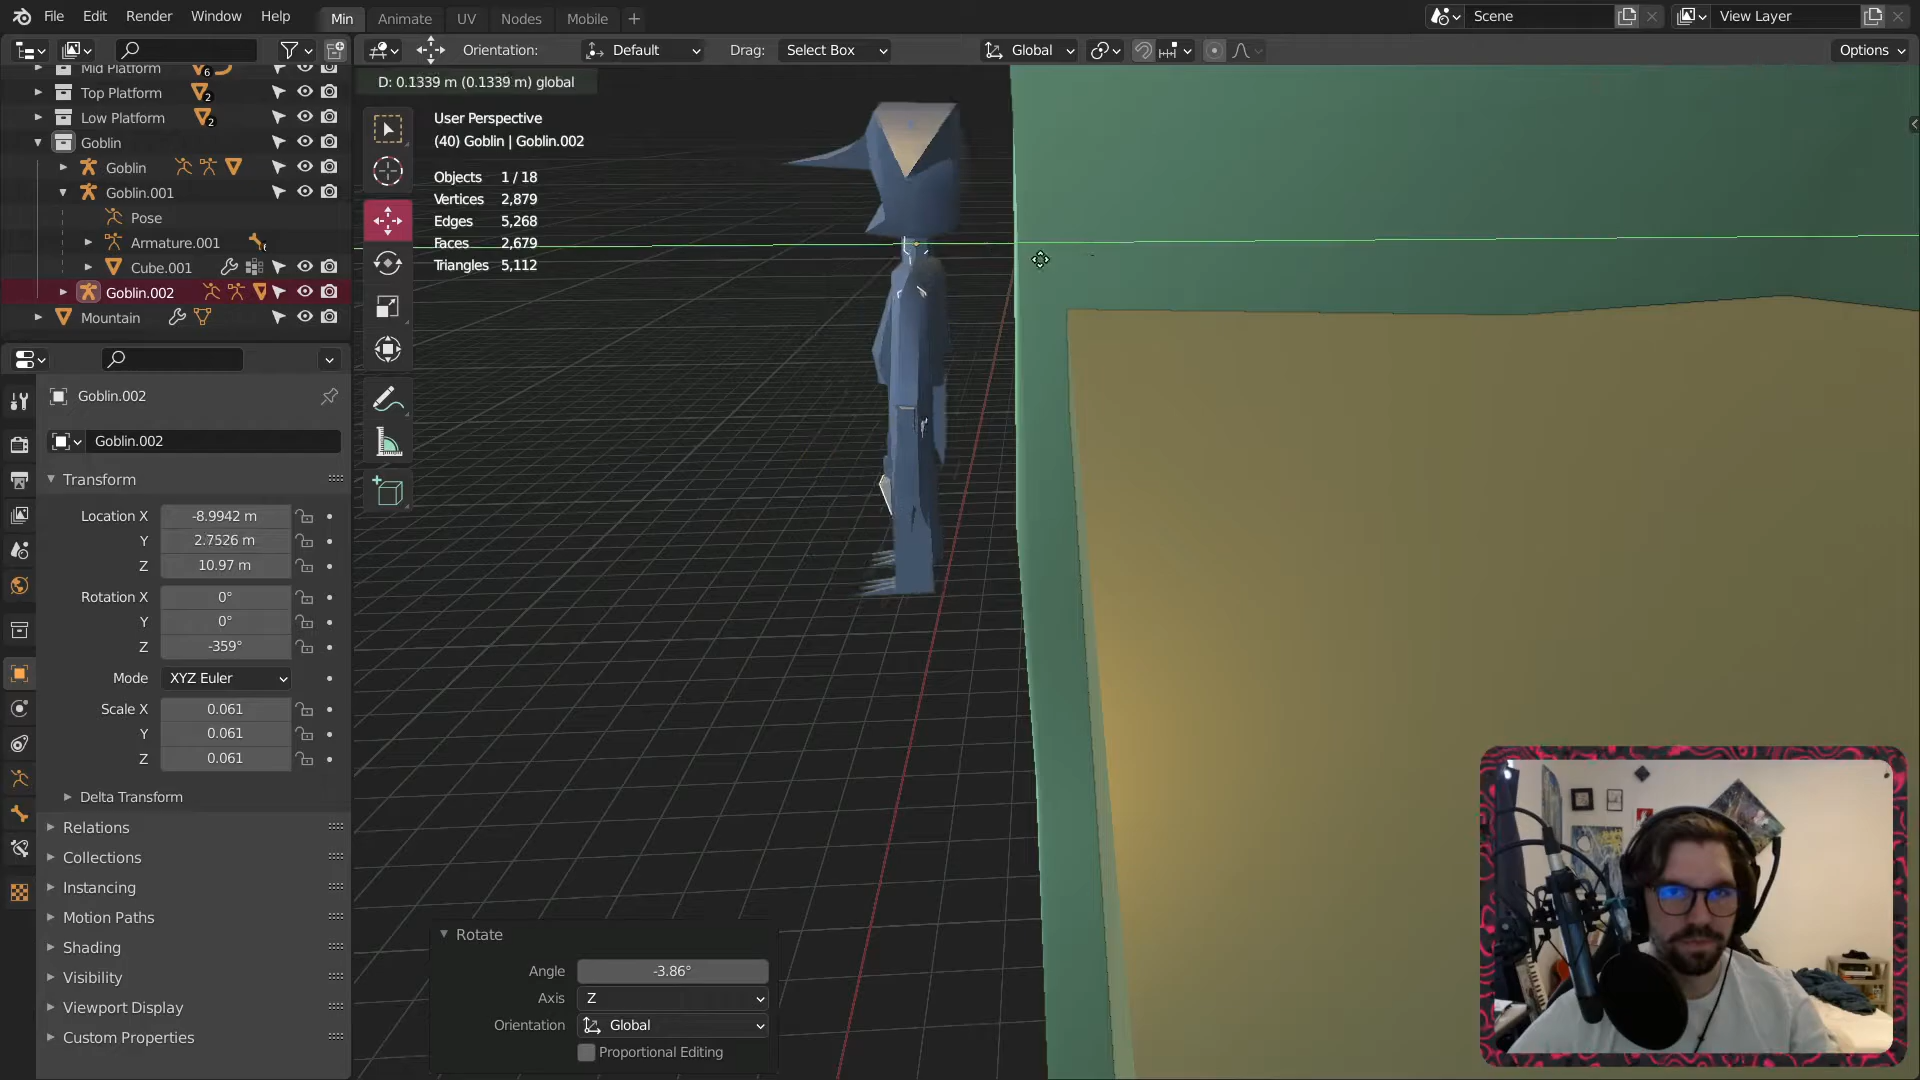 File Edit Render Window Help Min Animate UV Nodes Mobile + Scene View Layer
Orientation: Default Drag: Select Box Global Options
D: 0.1339 m (0.1339 m) global
User Perspective
(40) Goblin | Goblin.002
Objects 1 / 18
Vertices 2,879
Edges 5,268
Faces 2,679
Triangles 5,112
Mid Platform 6
Top Platform 2
Low Platform 2
Goblin
Goblin
Goblin.001
Pose
Armature.001 6
Cube.001
Goblin.002
Mountain
Goblin.002
Goblin.002
Transform
Location X -8.9942 m
Y 2.7526 m
Z 10.97 m
Rotation X 0°
Y 0°
Z -359°
Mode XYZ Euler
Scale X 0.061
Y 0.061
Z 0.061
Delta Transform
Relations
Collections
Instancing
Motion Paths
Shading
Visibility
Viewport Display
Custom Properties
Rotate
Angle -3.86°
Axis Z
Orientation Global
Proportional Editing